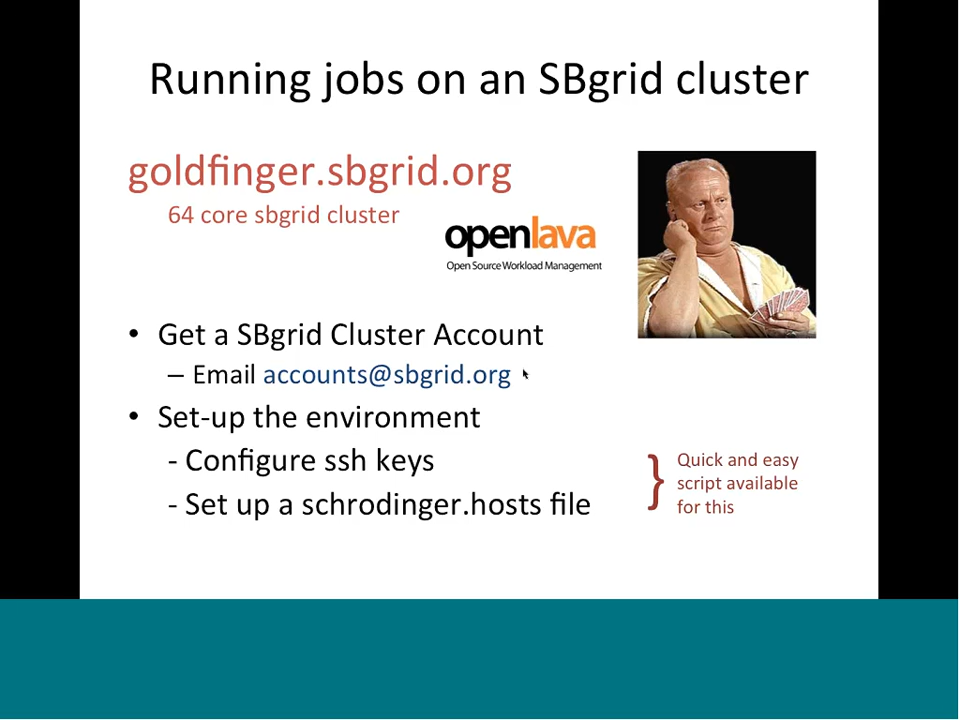 Running jobs on an SBgrid cluster
goldfinger.sbgrid.org
64 core sbgrid cluster
openlava
Open Source Workload Management
• Get a SBgrid Cluster Account
– Email accounts@sbgrid.org
• Set-up the environment
- Configure ssh keys
- Set up a schrodinger.hosts file
} Quick and easy
script available
for this